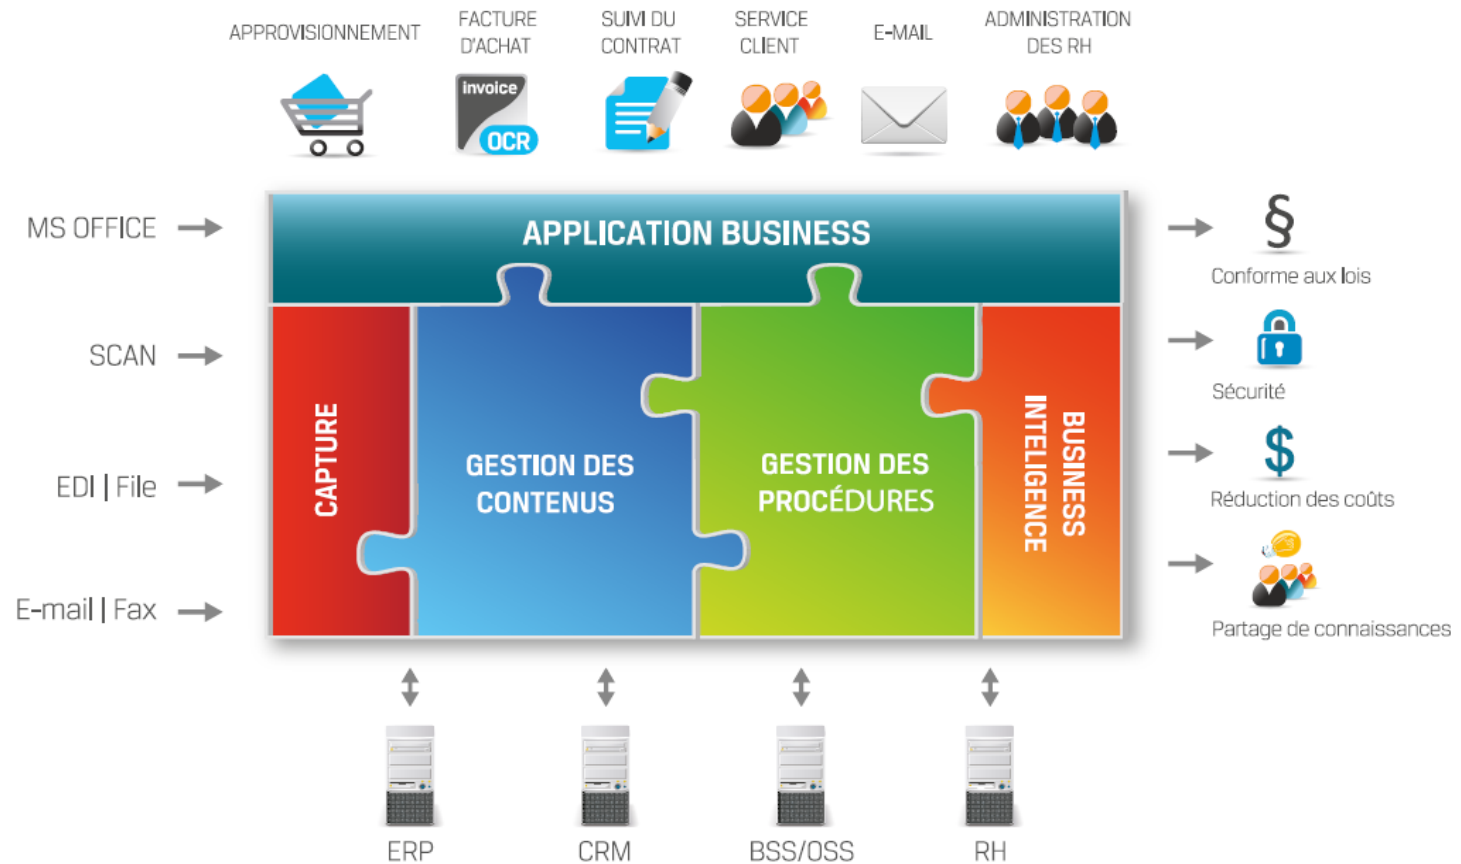 APPROVISIONNEMENT
FACTURE
D'ACHAT
SUIVI DU
CONTRAT
SERVICE
CLIENT
E-MAIL
ADMINISTRATION
DES RH
invoice
OCR
MS OFFICE
SCAN
EDI | File
E-mail | Fax
APPLICATION BUSINESS
CAPTURE
GESTION DES
CONTENUS
GESTION DES
PROCÉDURES
BUSINESS
INTELIGENCE
§
Conforme aux lois
Sécurité
$
Réduction des coûts
Partage de connaissances
ERP
CRM
BSS/OSS
RH